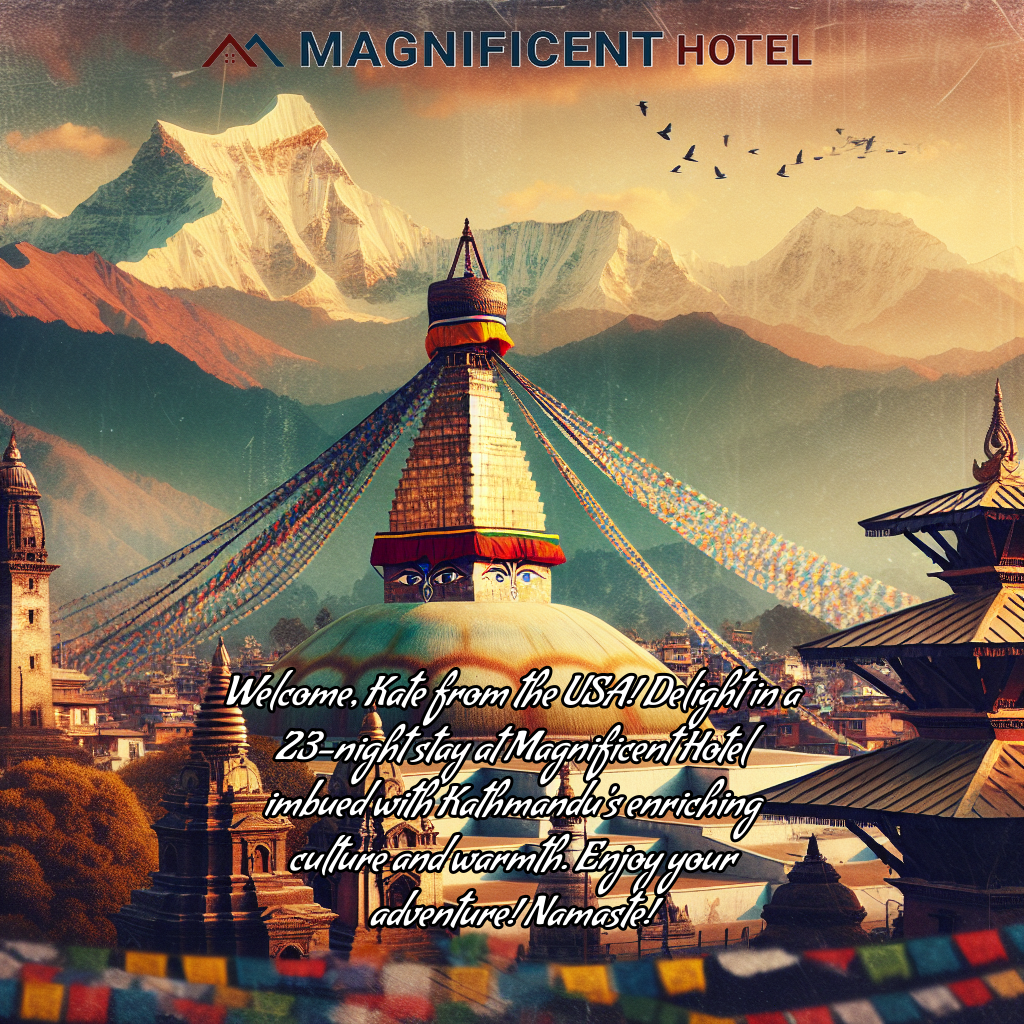 MAGNIFICENT HOTEL
Welcome, Kate from the USA! Delight in a
23-night stay at Magnificent Hotel
imbued with Kathmandu's enriching
culture and warmth. Enjoy your
adventure! Namaste!